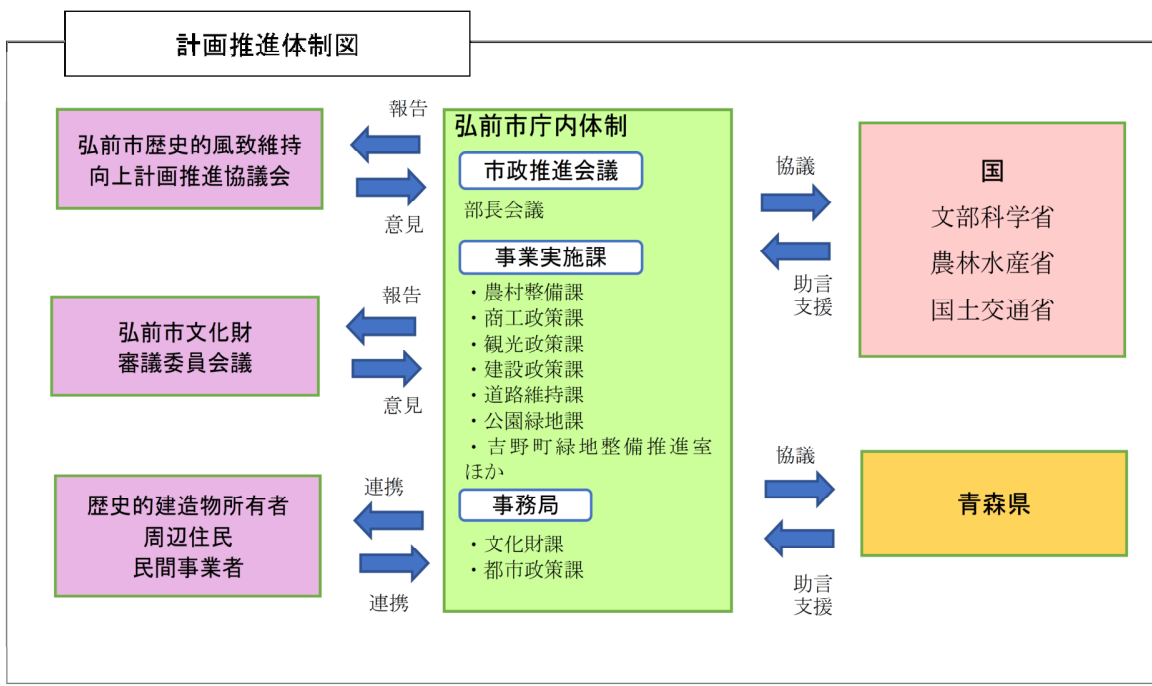 計画推進体制図
報告
弘前市歴史的風致維持
向上計画推進協議会
意見
報告
弘前市文化財
審議委員会議
意見
連携
歴史的建造物所有者
周辺住民
民間事業者
連携
弘前市庁内体制
市政推進会議
部長会議
事業実施課
・農村整備課
・商工政策課
・観光政策課
・建設政策課
・道路維持課
・公園緑地課
・吉野町緑地整備推進室
ほか
事務局
・文化財課
・都市政策課
協議
助言
支援
国
文部科学省
農林水産省
国土交通省
協議
助言
支援
青森県